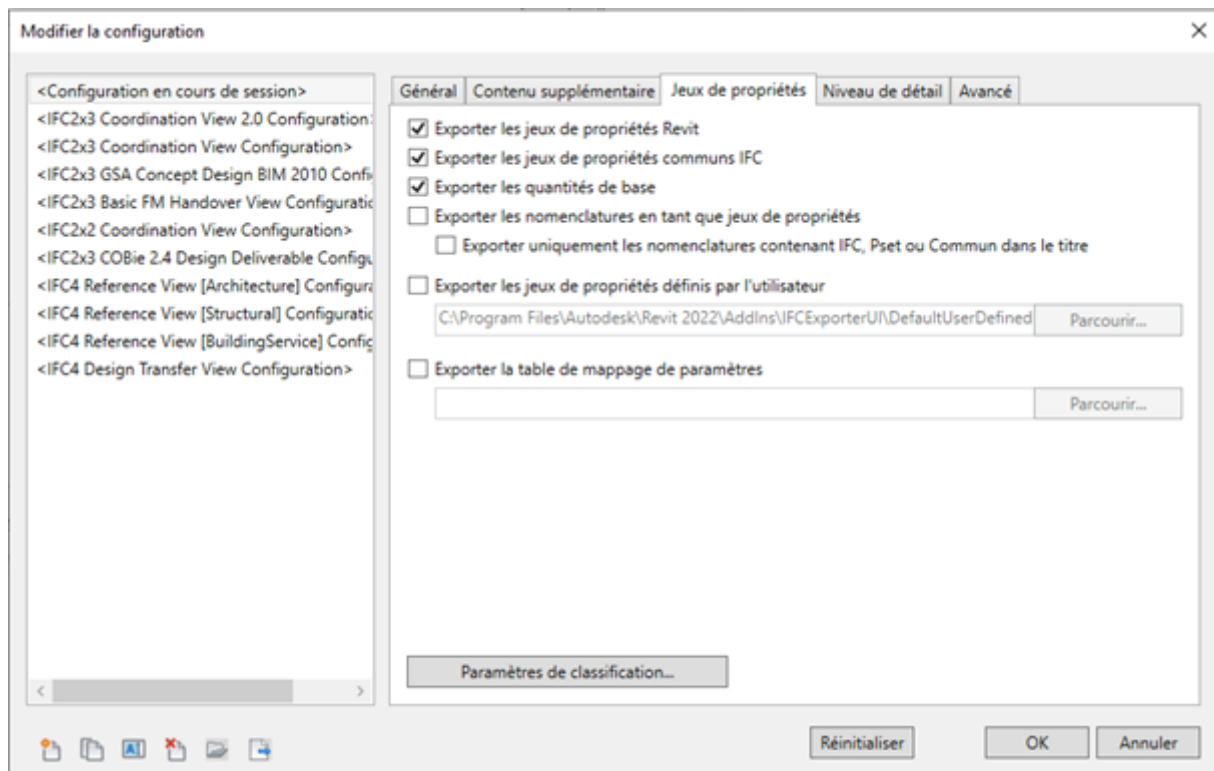 Modifier la configuration
<Configuration en cours de session>
<IFC2x3 Coordination View 2.0 Configuration
<IFC2x3 Coordination View Configuration>
<IFC2x3 GSA Concept Design BIM 2010 Confi
<IFC2x3 Basic FM Handover View Configuratic
<IFC2x2 Coordination View Configuration>
<IFC2x3 COBie 2.4 Design Deliverable Configu
<IFC4 Reference View [Architecture] Configura
<IFC4 Reference View [Structural] Configuratic
<IFC4 Reference View [BuildingService] Config
<IFC4 Design Transfer View Configuration>
Général Contenu supplémentaire Jeux de propriétés Niveau de détail Avancé
Exporter les jeux de propriétés Revit
Exporter les jeux de propriétés communs IFC
Exporter les quantités de base
Exporter les nomenclatures en tant que jeux de propriétés
Exporter uniquement les nomenclatures contenant IFC, Pset ou Commun dans le titre
Exporter les jeux de propriétés définis par l'utilisateur
C:\Program Files\Autodesk\Revit 2022\AddIns\IFCExporterUI\DefaultUserDefined Parcourir...
Exporter la table de mappage de paramètres
Parcourir...
Paramètres de classification...
Réinitialiser OK Annuler